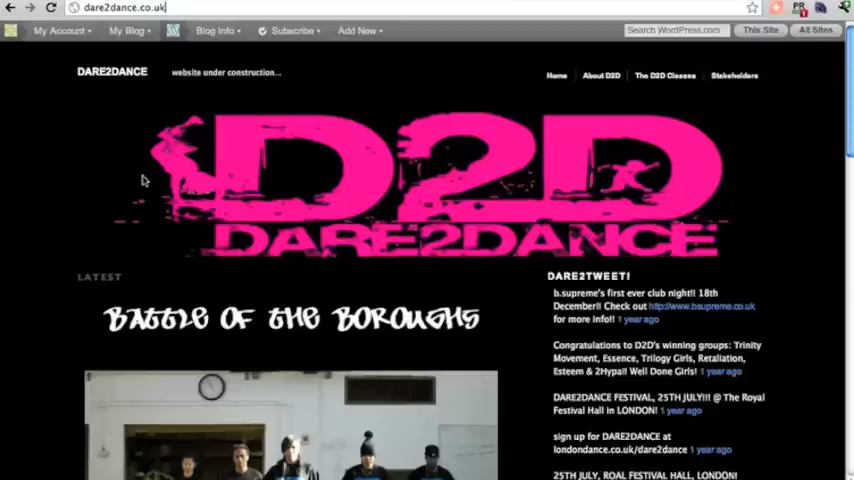 dare2dance.co.uk
PR
My Account
My Blog
Blog Info
Subscribe
Add New
Search WordPress.com
This Site
All Sites
DARE2DANCE
website under construction...
Home
About D2D
The D2D Classes
Stakeholders
D2D
DARE2DANCE
LATEST
BATTLE OF THE BOROUGHS
DARE2TWEET!
b.supreme's first ever club night!! 18th
December!! Check out http://www.bsupreme.co.uk
for more info!! 1 year ago
Congratulations to D2D's winning groups: Trinity
Movement, Essence, Trilogy Girls, Retaliation,
Esteem & 2Hypa!! Well Done Girls! 1 year ago
DARE2DANCE FESTIVAL, 25TH JULY!!! @ The Royal
Festival Hall in LONDON! 1 year ago
sign up for DARE2DANCE at
londondance.co.uk/dare2dance 1 year ago
25TH JULY, ROAL FESTIVAL HALL, LONDON!